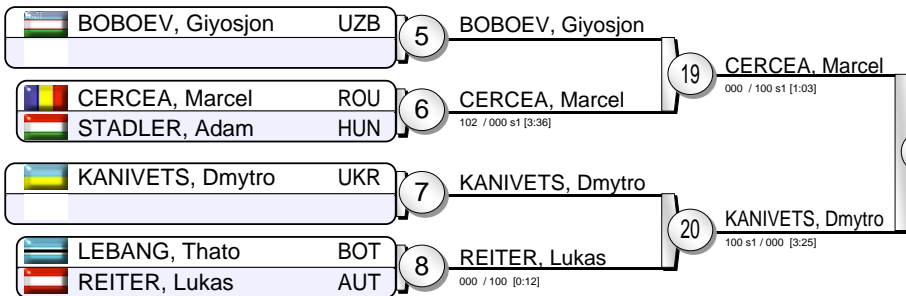 BOBOEV, Giyosjon UZB
5
BOBOEV, Giyosjon
CERCEA, Marcel ROU
STADLER, Adam HUN
6
CERCEA, Marcel
102 / 000 s1 [3:36]
19
CERCEA, Marcel
000 / 100 s1 [1:03]
KANIVETS, Dmytro UKR
7
KANIVETS, Dmytro
LEBANG, Thato BOT
REITER, Lukas AUT
8
REITER, Lukas
000 / 100 [0:12]
20
KANIVETS, Dmytro
100 s1 / 000 [3:25]